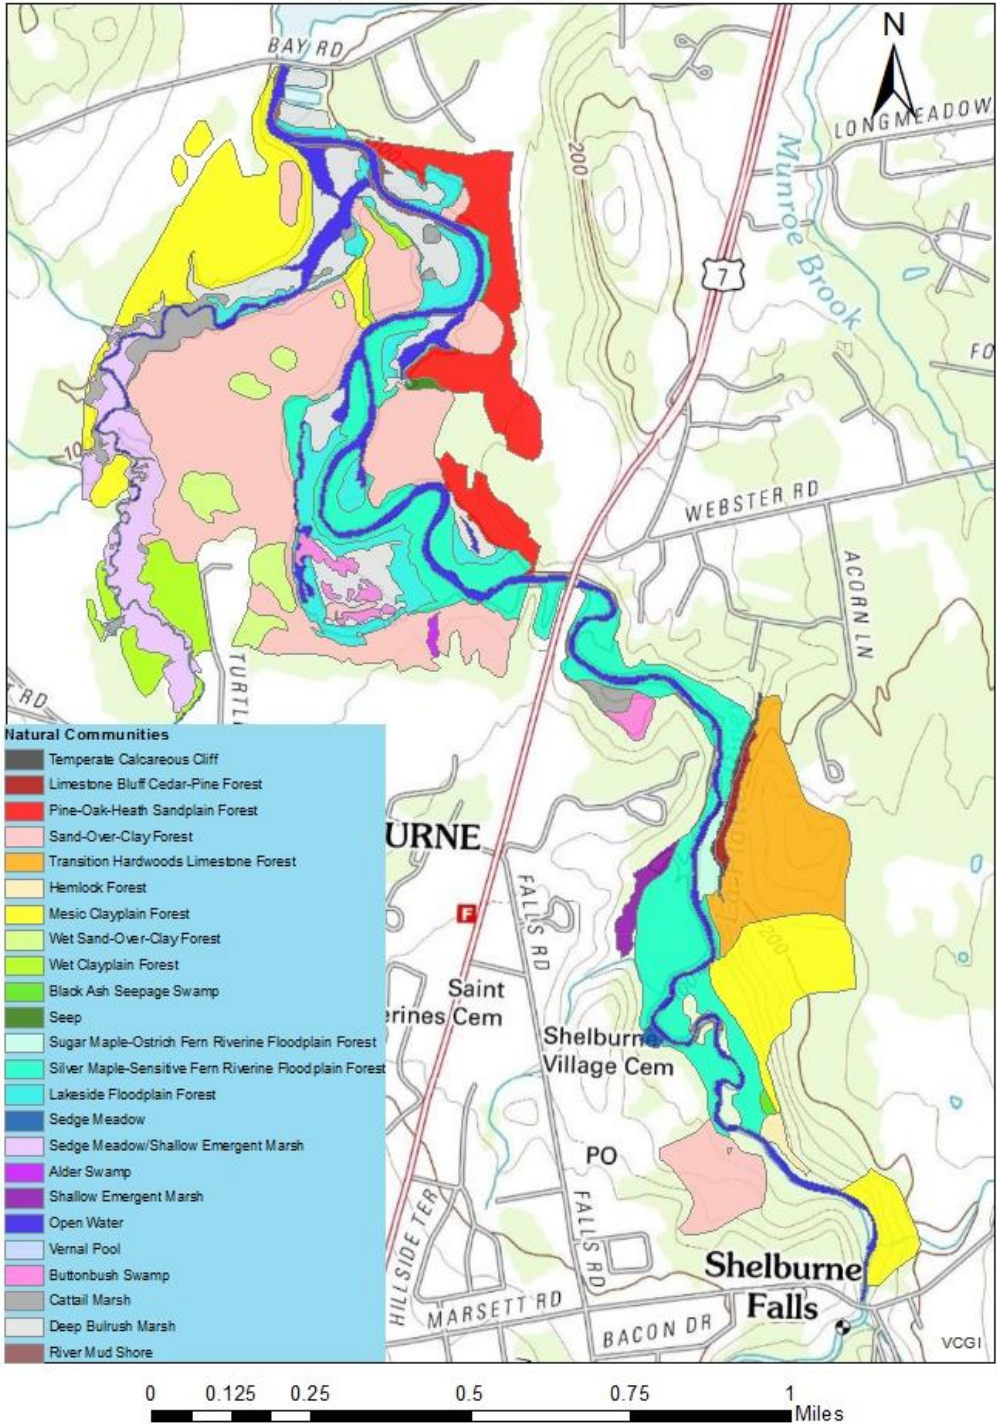 BAY RD
N
LONGMEADOW
200
100
Munroe Brook
7
FO
10
WEBSTER RD
ACORN LN
TURTL
T RD
Natural Communities
Temperate Calcareous Cliff
Limestone Bluff Cedar-Pine Forest
Pine-Oak-Heath Sandplain Forest
Sand-Over-Clay Forest
Transition Hardwoods Limestone Forest
Hemlock Forest
Mesic Clayplain Forest
Wet Sand-Over-Clay Forest
Wet Clayplain Forest
Black Ash Seepage Swamp
Seep
Sugar Maple-Ostrich Fern Riverine Floodplain Forest
Silver Maple-Sensitive Fern Riverine Floodplain Forest
Lakeside Floodplain Forest
Sedge Meadow
Sedge Meadow/Shallow Emergent Marsh
Alder Swamp
Shallow Emergent Marsh
Open Water
Vernal Pool
Buttonbush Swamp
Cattail Marsh
Deep Bulrush Marsh
River Mud Shore
URNE
FALLS RD
F
200
Saint
erines Cem
Shelburne
Village Cem
PO
FALLS RD
HILLSIDE TER
Shelburne
Falls
MARSETT RD
BACON DR
VCGI
0 0.125 0.25 0.5 0.75 1
Miles